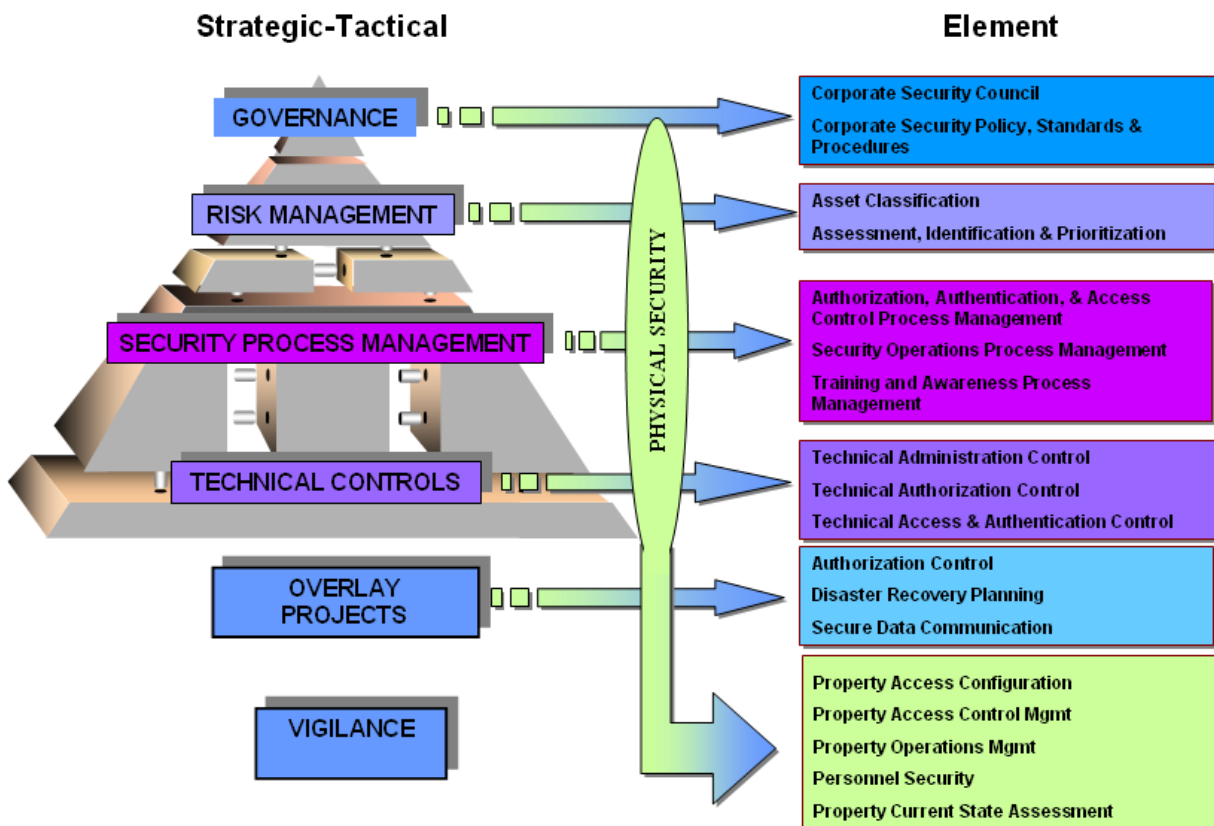 Strategic-Tactical
Element
GOVERNANCE
Corporate Security Council
Corporate Security Policy, Standards &
Procedures
RISK MANAGEMENT
Asset Classification
Assessment, Identification & Prioritization
SECURITY PROCESS MANAGEMENT
Authorization, Authentication, & Access
Control Process Management
Security Operations Process Management
Training and Awareness Process
Management
PHYSICAL SECURITY
TECHNICAL CONTROLS
Technical Administration Control
Technical Authorization Control
Technical Access & Authentication Control
OVERLAY
PROJECTS
Authorization Control
Disaster Recovery Planning
Secure Data Communication
VIGILANCE
Property Access Configuration
Property Access Control Mgmt
Property Operations Mgmt
Personnel Security
Property Current State Assessment